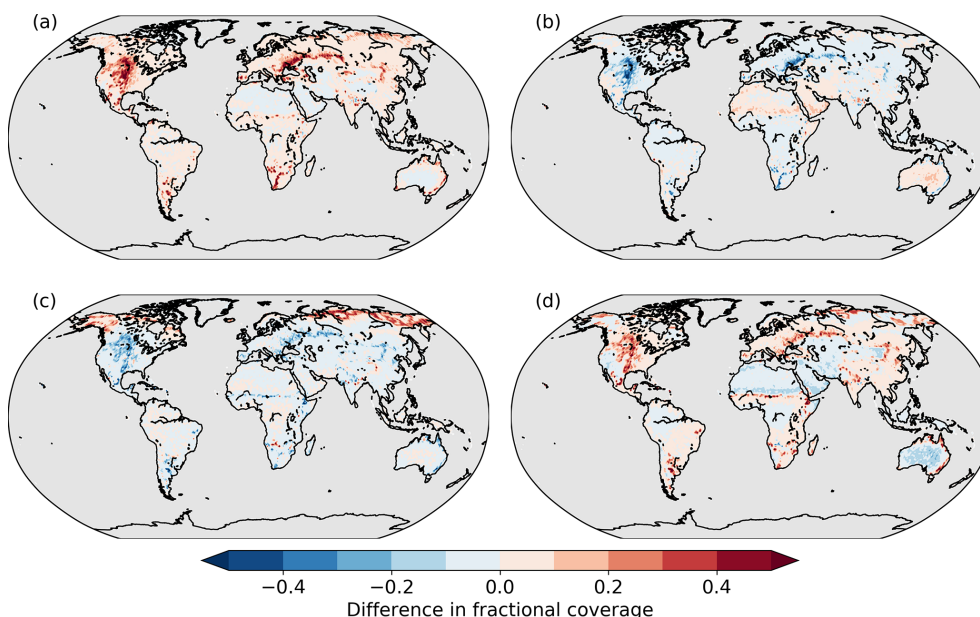 (a)
(b)
(c)
(d)
−0.4
−0.2
0.0
0.2
0.4
Difference in fractional coverage